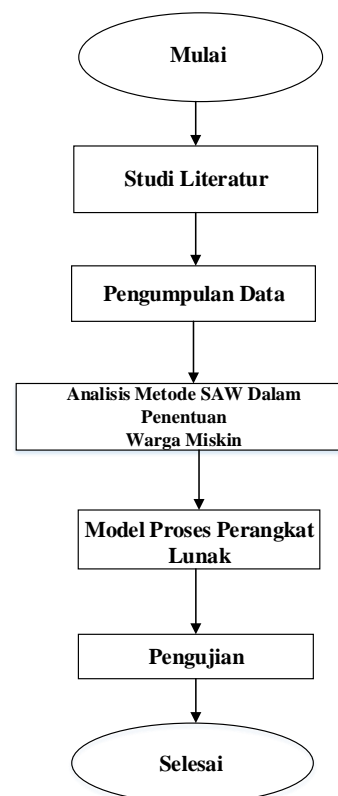 Mulai
Studi Literatur
Pengumpulan Data
Analisis Metode SAW Dalam
Penentuan
Warga Miskin
Model Proses Perangkat
Lunak
Pengujian
Selesai